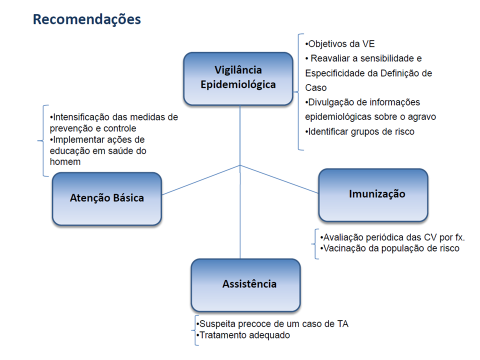 Recomendações
Vigilância
Epidemiológica
•Objetivos da VE
• Reavaliar a sensibilidade e
Especificidade da Definição de
Caso
•Divulgação de informações
epidemiológicas sobre o agravo
•Identificar grupos de risco
•Intensificação das medidas de
prevenção e controle
•Implementar ações de
educação em saúde do
homem
Atenção Básica
Imunização
•Avaliação periódica das CV por fx.
•Vacinação da população de risco
Assistência
•Suspeita precoce de um caso de TA
•Tratamento adequado